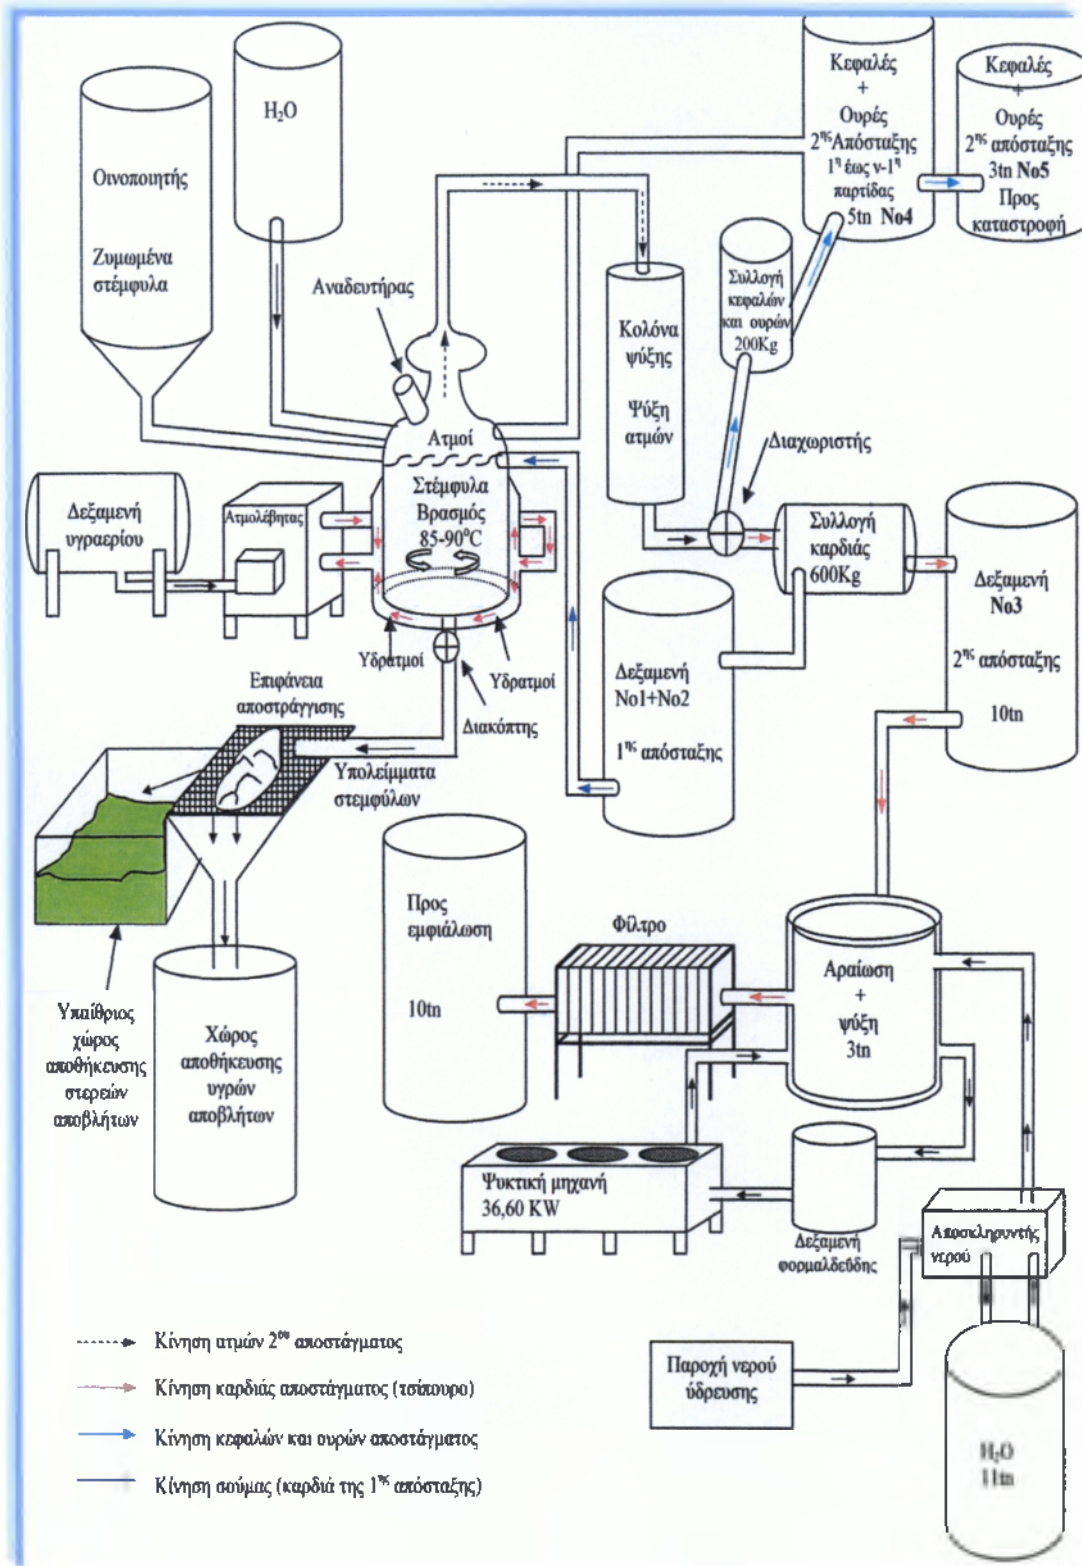 H₂O
Οινοποιητής
Ζυμωμένα
στέμφυλα
Αναδευτήρας
Κεφαλές
+
Ουρές
2ης Απόσταξης
1η έως ν-1η
παρτίδας
5tn No4
Κεφαλές
+
Ουρές
2ης απόσταξης
3tn No5
Προς
καταστροφή
Κολόνα
ψύξης
Ψύξη
ατμών
Συλλογή
κεφαλών
και ουρών
200Kg
Διαχωριστής
Ατμοί
Στέμφυλα
Βρασμός
85-90°C
Δεξαμενή
υγραερίου
Ατμολέβητας
Συλλογή
καρδιάς
600Kg
Δεξαμενή
No3
2ης απόσταξης
10tn
Υδρατμοί
Υδρατμοί
Διακόπτης
Δεξαμενή
No1+No2
1ης απόσταξης
Επιφάνεια
αποστράγγισης
Υπολείμματα
στεμφύλων
Προς
εμφιάλωση
10tn
Φίλτρο
Αραίωση
+
ψύξη
3tn
Υπαίθριος
χώρος
αποθήκευσης
στερεών
αποβλήτων
Χώρος
αποθήκευσης
υγρών
αποβλήτων
Ψυκτική μηχανή
36,60 KW
Δεξαμενή
φορμαλδεΰδης
Αποσκληρυντής
νερού
Παροχή νερού
ύδρευσης
H₂O
11tn
Κίνηση ατμών 2ου αποστάγματος
Κίνηση καρδιάς αποστάγματος (τσίπουρο)
Κίνηση κεφαλών και ουρών αποστάγματος
Κίνηση σούμας (καρδιά της 1ης απόσταξης)